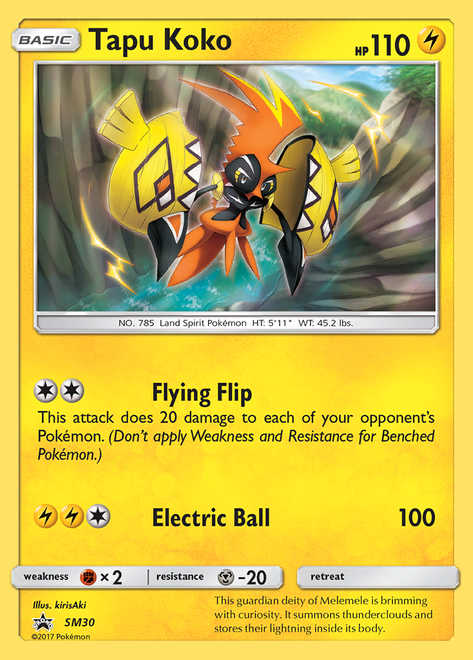 BASIC Tapu Koko HP110
NO. 785 Land Spirit Pokémon HT: 5'11" WT: 45.2 lbs.
Flying Flip
This attack does 20 damage to each of your opponent's
Pokémon. (Don't apply Weakness and Resistance for Benched
Pokémon.)
Electric Ball 100
weakness ×2 resistance -20 retreat
Illus. kirisAki
SM30
©2017 Pokémon
This guardian deity of Melemele is brimming
with curiosity. It summons thunderclouds and
stores their lightning inside its body.